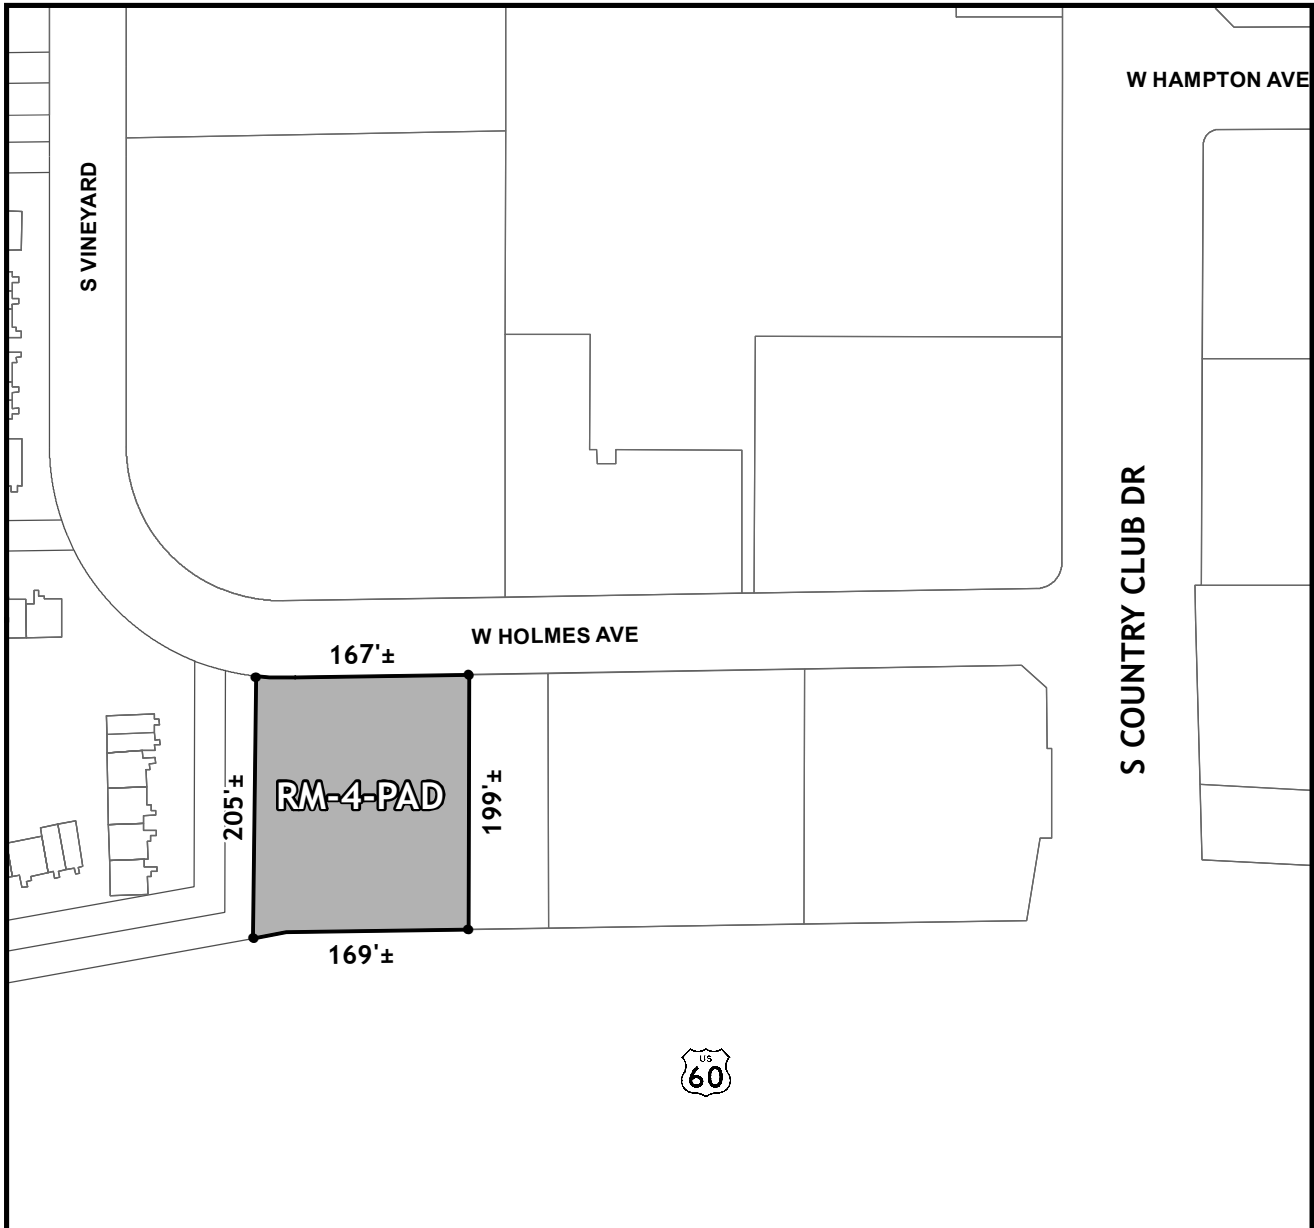 W HAMPTON AVE
S VINEYARD
S COUNTRY CLUB DR
W HOLMES AVE
167'±
205'±
RM-4-PAD
199'±
169'±
US
60